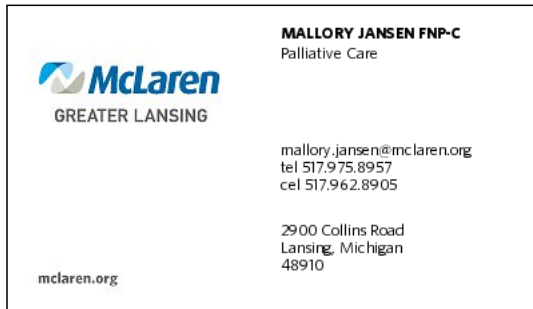 McLaren
GREATER LANSING
mclaren.org
MALLORY JANSEN FNP-C
Palliative Care
mallory.jansen@mclaren.org
tel 517.975.8957
cel 517.962.8905
2900 Collins Road
Lansing, Michigan
48910